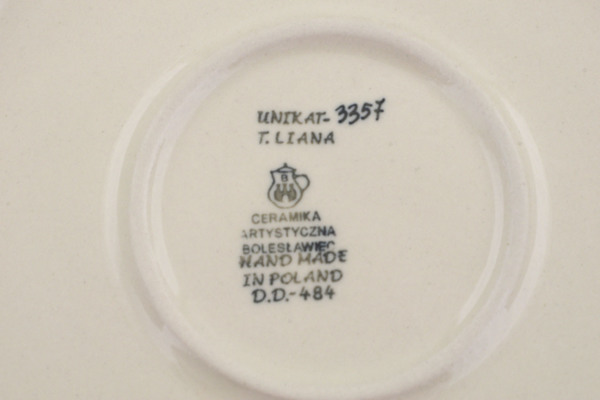 UNIKAT-3357
T. LIANA
B
CERAMIKA
ARTYSTYCZNA
BOLESŁAWIEC
HAND MADE
IN POLAND
D.D.-484